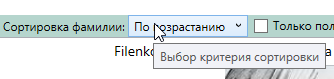 Сортировка фамилии: По возрастанию Только пол
Filenko
Выбор критерия сортировки